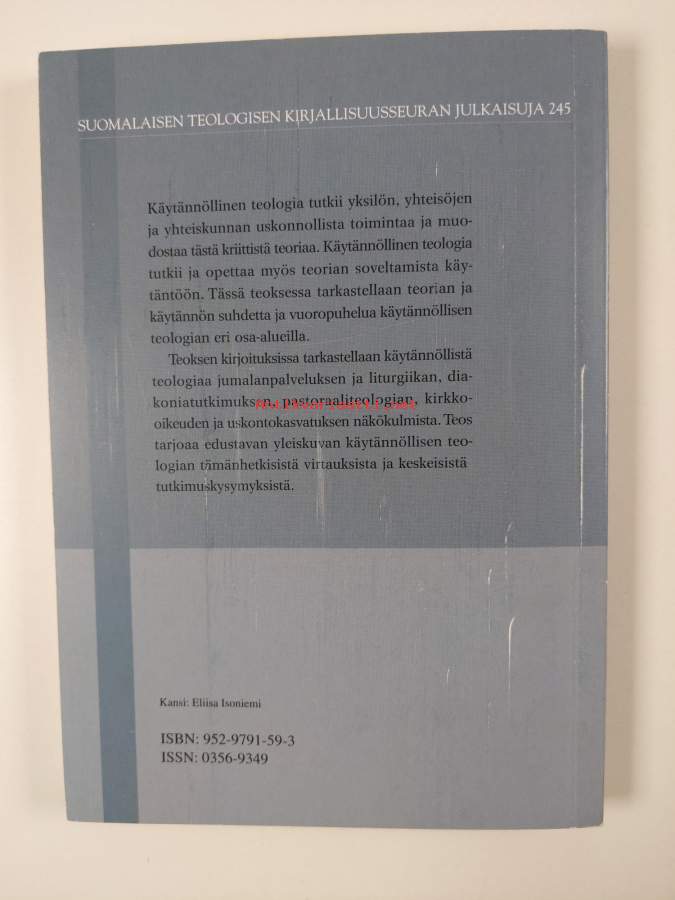 SUOMALAISEN TEOLOGISEN KIRJALLISUUSSEURAN JULKAISUJA 245
Käytännöllinen teologia tutkii yksilön, yhteisöjen
ja yhteiskunnan uskonnollista toimintaa ja muo-
dostaa tästä kriittistä teoriaa. Käytännöllinen teologia
tutkii ja opettaa myös teorian soveltamista käy-
täntöön. Tässä teoksessa tarkastellaan teorian ja
käytännön suhdetta ja vuoropuhelua käytännöllisen
teologian eri osa-alueilla.
Teoksen kirjoituksissa tarkastellaan käytännöllistä
teologiaa jumalanpalveluksen ja liturgiikan, dia-
koniatutkimuksen, pastoraaliteologian, kirkko-
oikeuden ja uskontokasvatuksen näkökulmista. Teos
tarjoaa edustavan yleiskuvan käytännöllisen teo-
logian tämänhetkisistä virtauksista ja keskeisistä
tutkimuskysymyksistä.
Kansi: Eliisa Isoniemi
ISBN: 952-9791-59-3
ISSN: 0356-9349